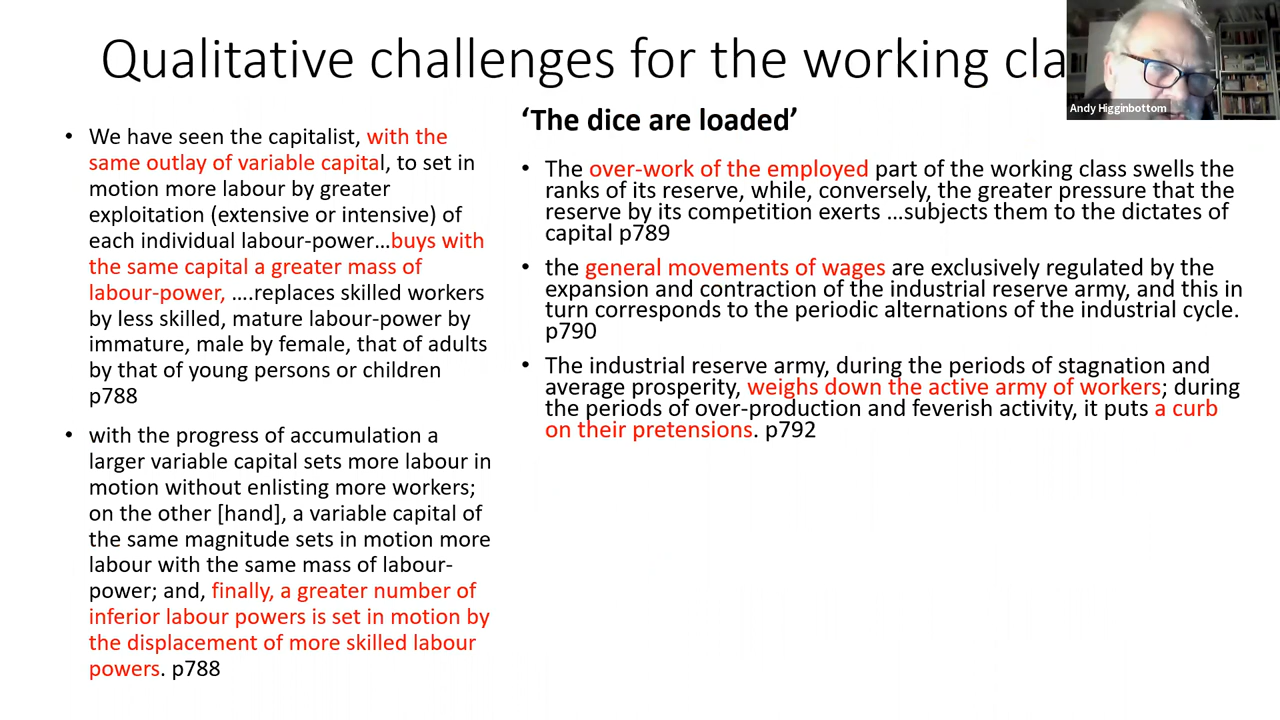 Qualitative challenges for the working cla
Andy Higginbottom
• We have seen the capitalist, with the
same outlay of variable capital, to set in
motion more labour by greater
exploitation (extensive or intensive) of
each individual labour-power…buys with
the same capital a greater mass of
labour-power, ….replaces skilled workers
by less skilled, mature labour-power by
immature, male by female, that of adults
by that of young persons or children
p788
• with the progress of accumulation a
larger variable capital sets more labour in
motion without enlisting more workers;
on the other [hand], a variable capital of
the same magnitude sets in motion more
labour with the same mass of labour-
power; and, finally, a greater number of
inferior labour powers is set in motion by
the displacement of more skilled labour
powers. p788
‘The dice are loaded’
• The over-work of the employed part of the working class swells the
ranks of its reserve, while, conversely, the greater pressure that the
reserve by its competition exerts …subjects them to the dictates of
capital p789
• the general movements of wages are exclusively regulated by the
expansion and contraction of the industrial reserve army, and this in
turn corresponds to the periodic alternations of the industrial cycle.
p790
• The industrial reserve army, during the periods of stagnation and
average prosperity, weighs down the active army of workers; during
the periods of over-production and feverish activity, it puts a curb
on their pretensions. p792